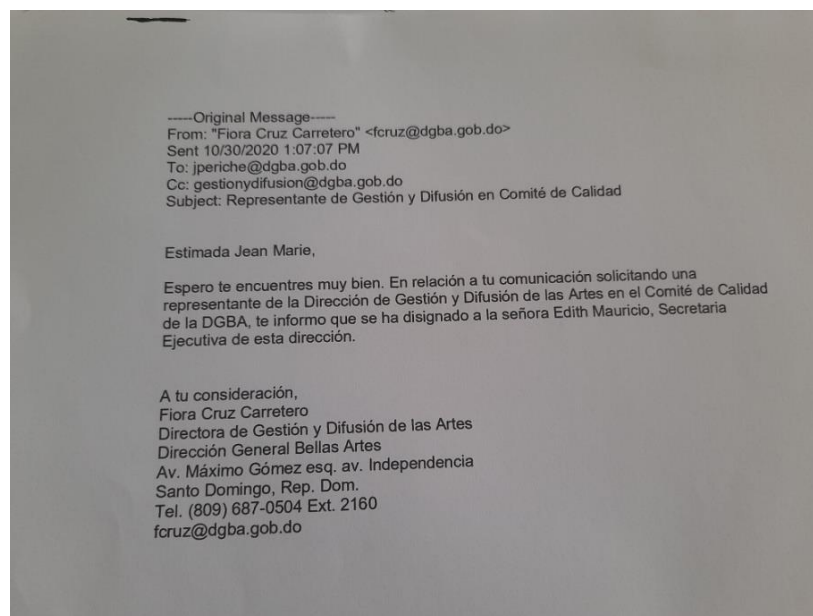 -----Original Message-----
From: "Fiora Cruz Carretero" <fcruz@dgba.gob.do>
Sent 10/30/2020 1:07:07 PM
To: jperiche@dgba.gob.do
Cc: gestionydifusion@dgba.gob.do
Subject: Representante de Gestión y Difusión en Comité de Calidad
Estimada Jean Marie,
Espero te encuentres muy bien. En relación a tu comunicación solicitando una
representante de la Dirección de Gestión y Difusión de las Artes en el Comité de Calidad
de la DGBA, te informo que se ha disignado a la señora Edith Mauricio, Secretaria
Ejecutiva de esta dirección.
A tu consideración,
Fiora Cruz Carretero
Directora de Gestión y Difusión de las Artes
Dirección General Bellas Artes
Av. Máximo Gómez esq. av. Independencia
Santo Domingo, Rep. Dom.
Tel. (809) 687-0504 Ext. 2160
fcruz@dgba.gob.do